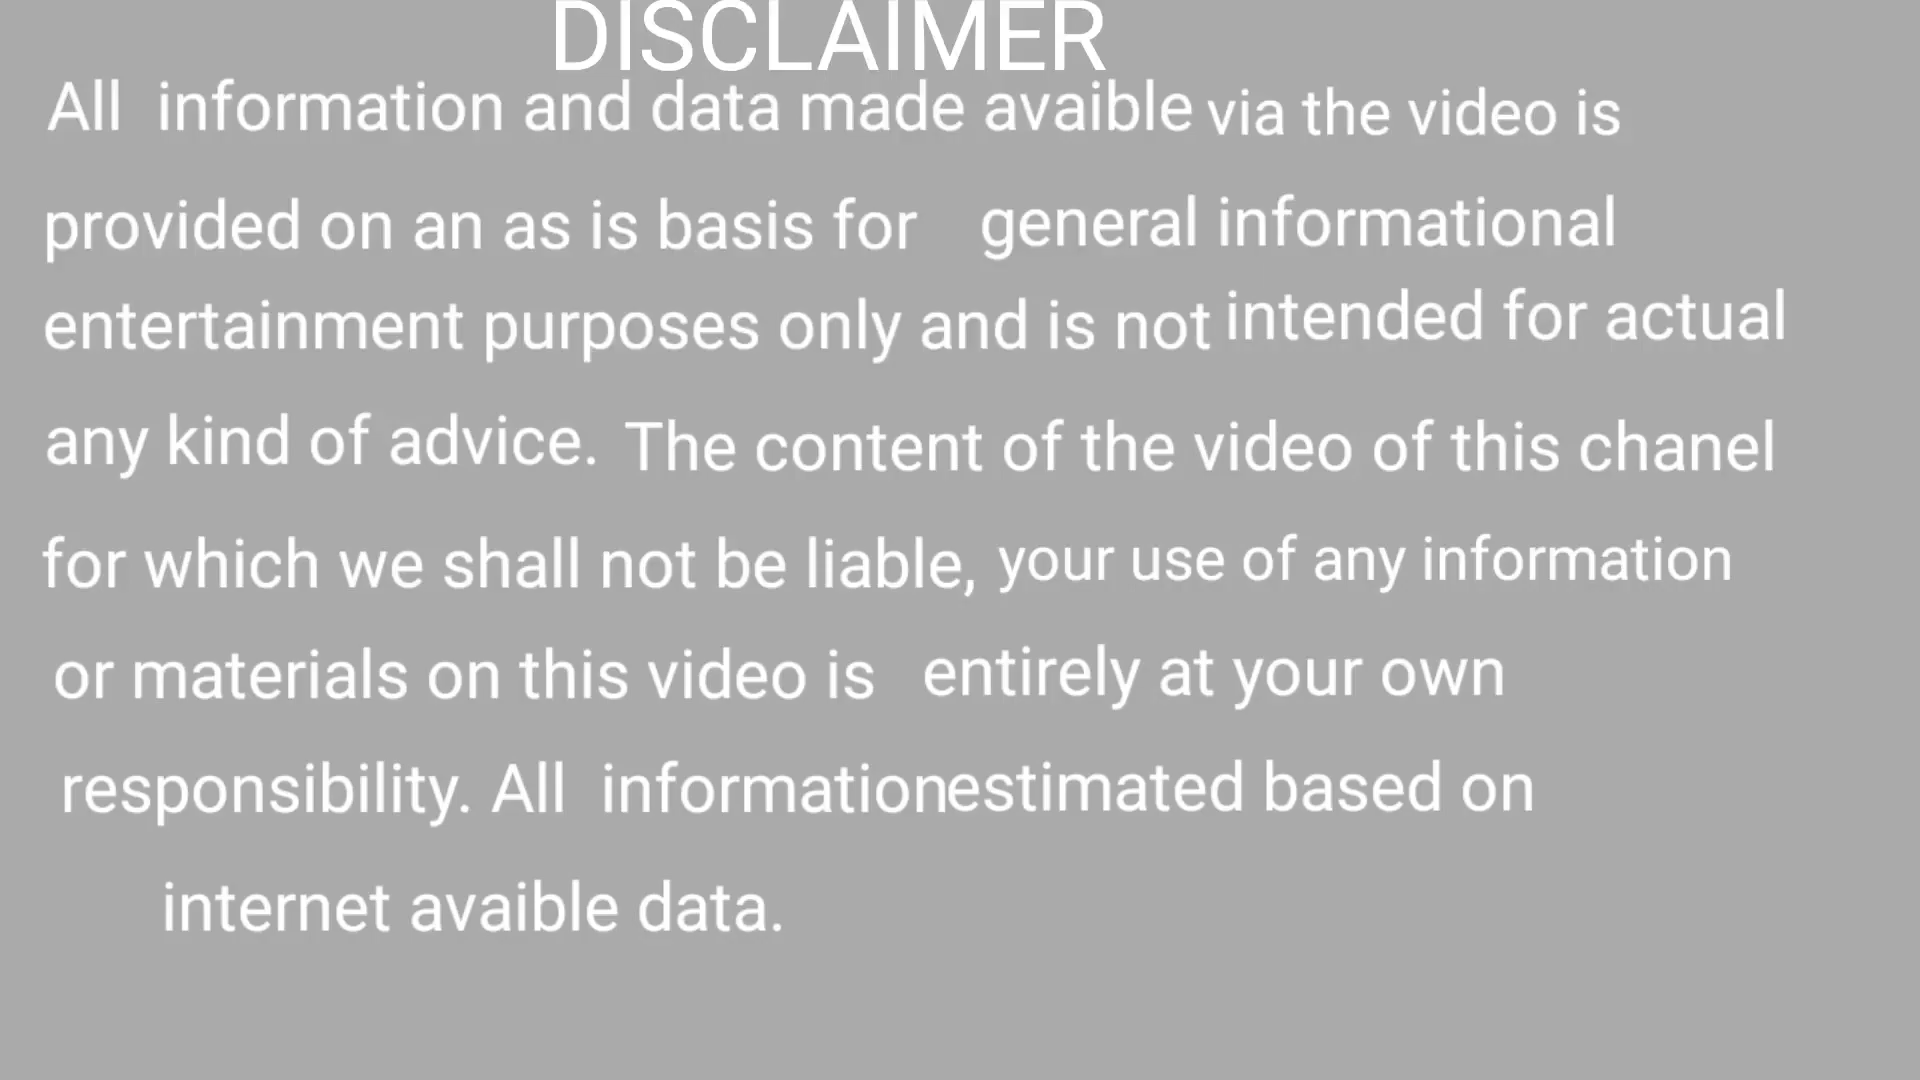 DISCLAIMER
All information and data made avaible via the video is
provided on an as is basis for general informational
entertainment purposes only and is not intended for actual
any kind of advice. The content of the video of this chanel
for which we shall not be liable, your use of any information
or materials on this video is entirely at your own
responsibility. All informationestimated based on
internet avaible data.